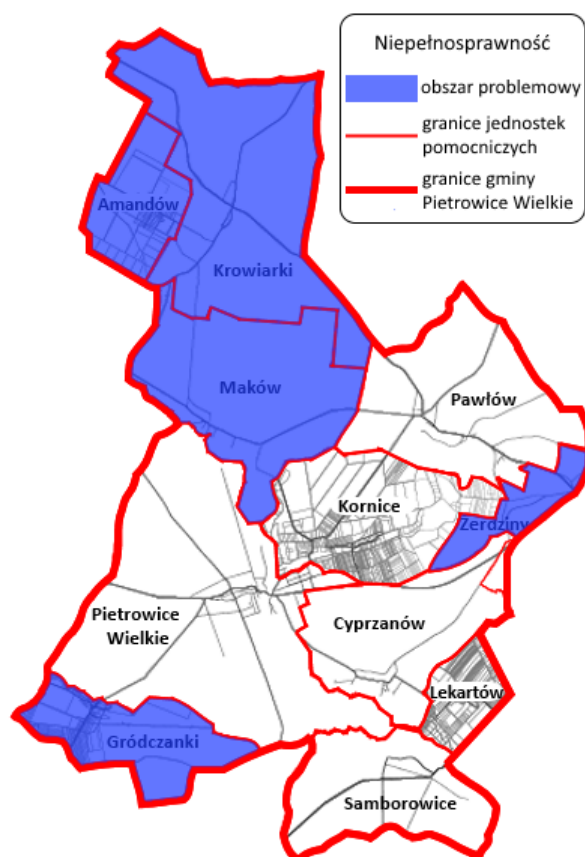 Niepełnosprawność
obszar problemowy
granice jednostek
pomocniczych
granice gminy
Pietrowice Wielkie
Amandów
Krowiarki
Maków
Pawłów
Kornice
Żerdziny
Pietrowice
Wielkie
Cyprzanów
Lekartów
Gródczanki
Samborowice